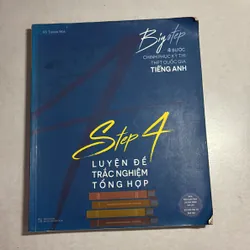 Big step
4 BƯỚC
CHINH PHỤC KỲ THI
THPT QUỐC GIA
TIẾNG ANH
Step 4
LUYỆN ĐỀ
TRẮC NGHIỆM
TỔNG HỢP